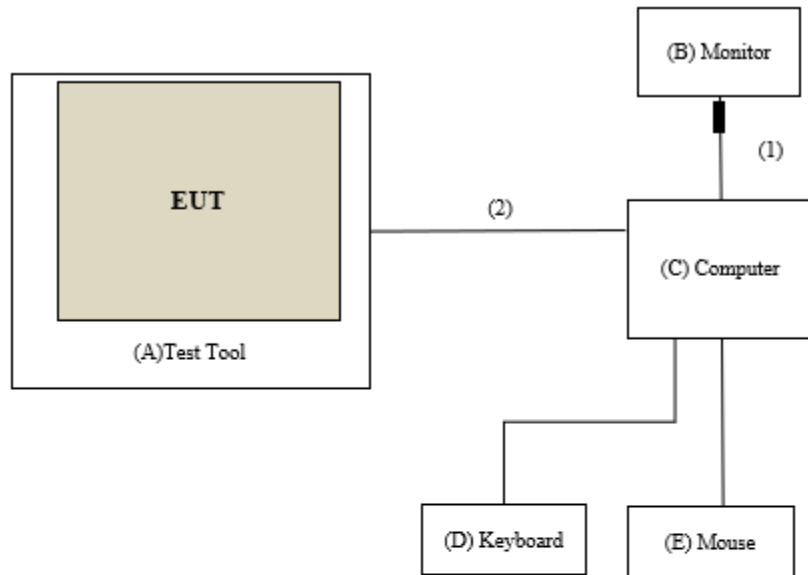 (B) Monitor
(1)
EUT
(2)
(C) Computer
(A)Test Tool
(D) Keyboard
(E) Mouse